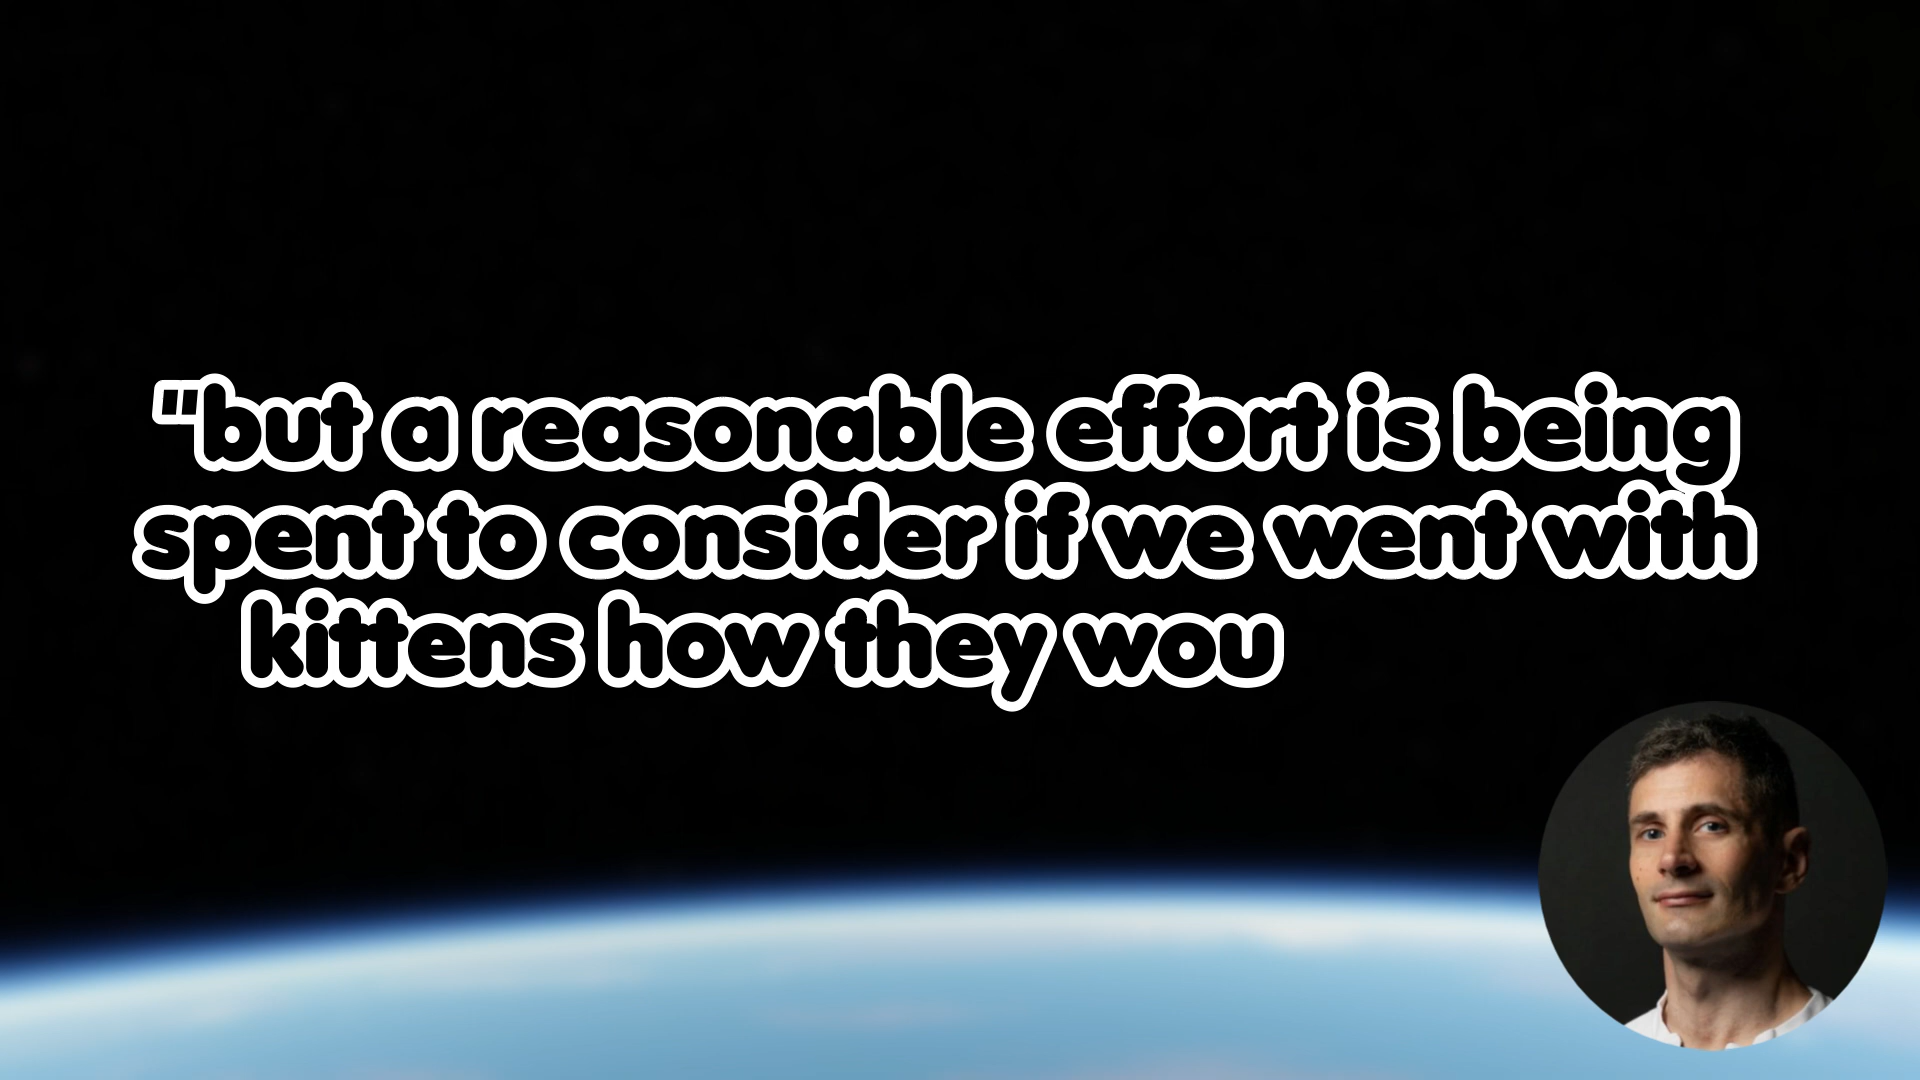 "but a reasonable effort is being
spent to consider if we went with
kittens how they wou